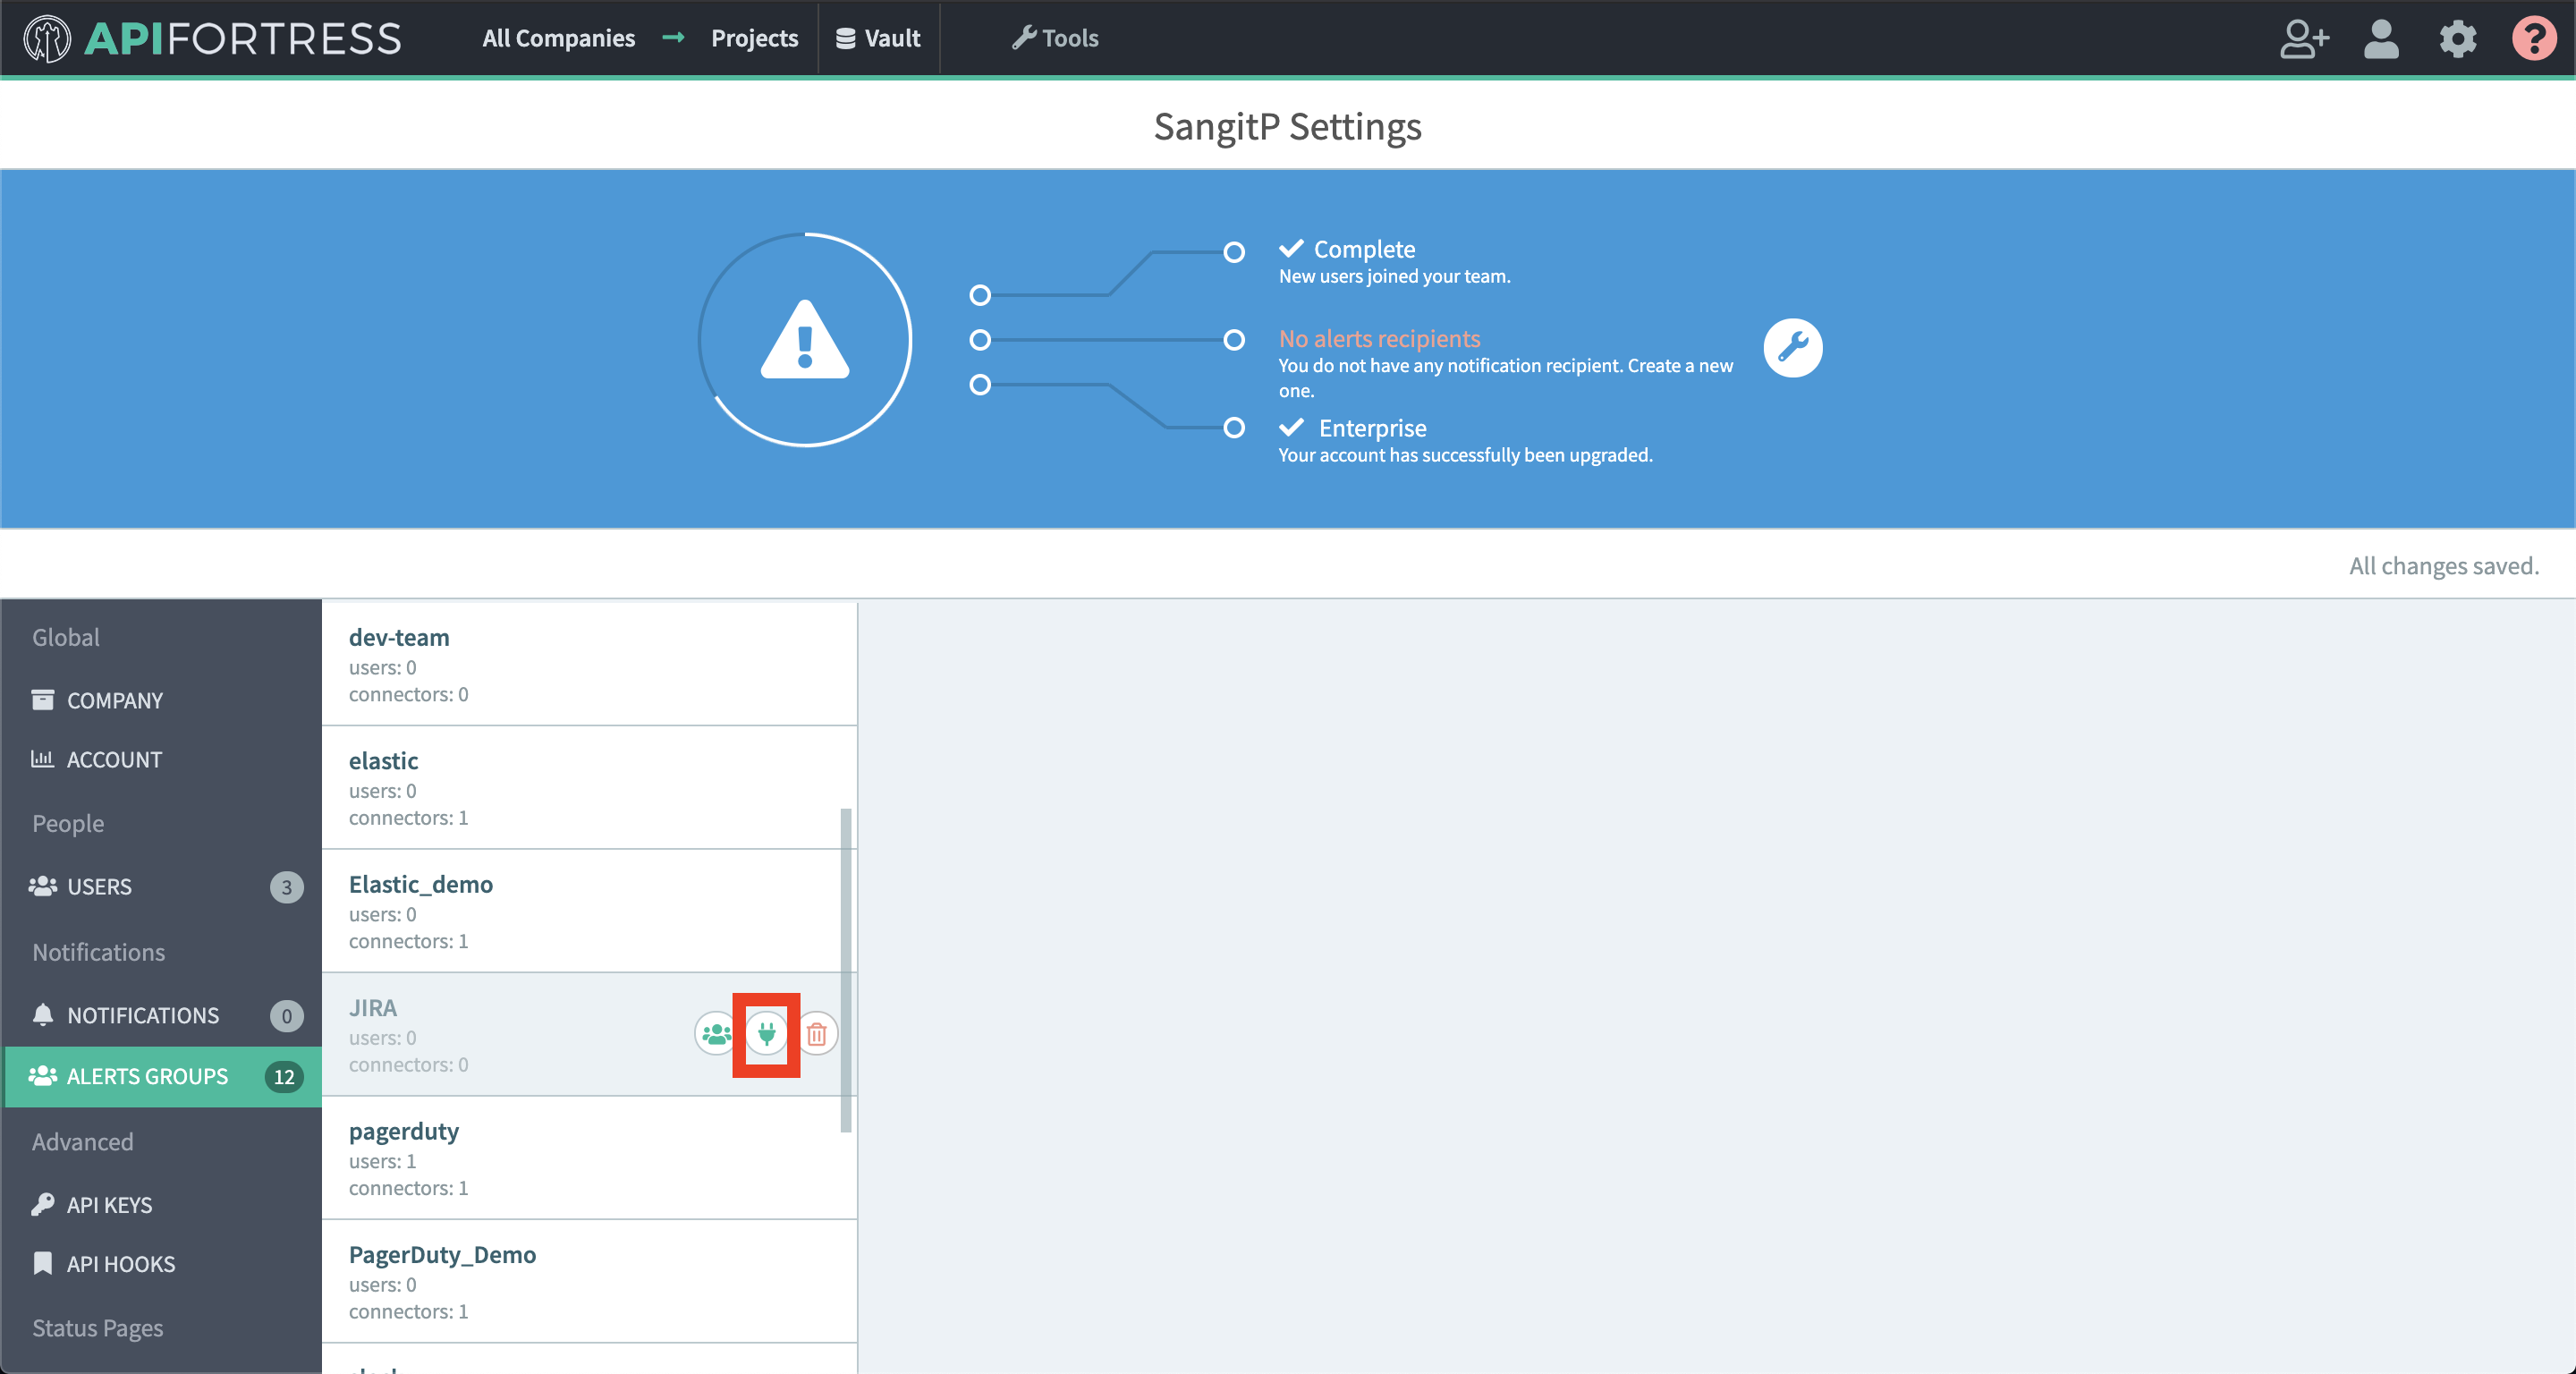 APIFORTRESS
All Companies → Projects Vault Tools
SangitP Settings
Complete
New users joined your team.
No alerts recipients
You do not have any notification recipient. Create a new
one.
Enterprise
Your account has successfully been upgraded.
All changes saved.
Global
COMPANY
ACCOUNT
People
USERS 3
Notifications
NOTIFICATIONS 0
ALERTS GROUPS 12
Advanced
API KEYS
API HOOKS
Status Pages
dev-team
users: 0
connectors: 0
elastic
users: 0
connectors: 1
Elastic_demo
users: 0
connectors: 1
JIRA
users: 0
connectors: 0
pagerduty
users: 1
connectors: 1
PagerDuty_Demo
users: 0
connectors: 1